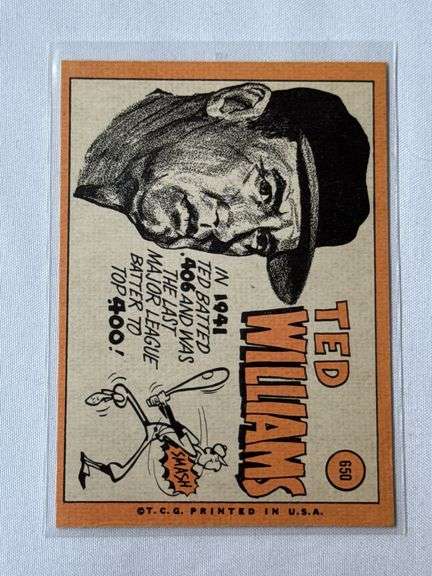 TED
WILLIAMS
650
IN 1941
TED BATTED
.406 AND WAS
THE LAST
MAJOR LEAGUE
BATTER TO
TOP .400!
SMASH
©T.C.G. PRINTED IN U.S.A.